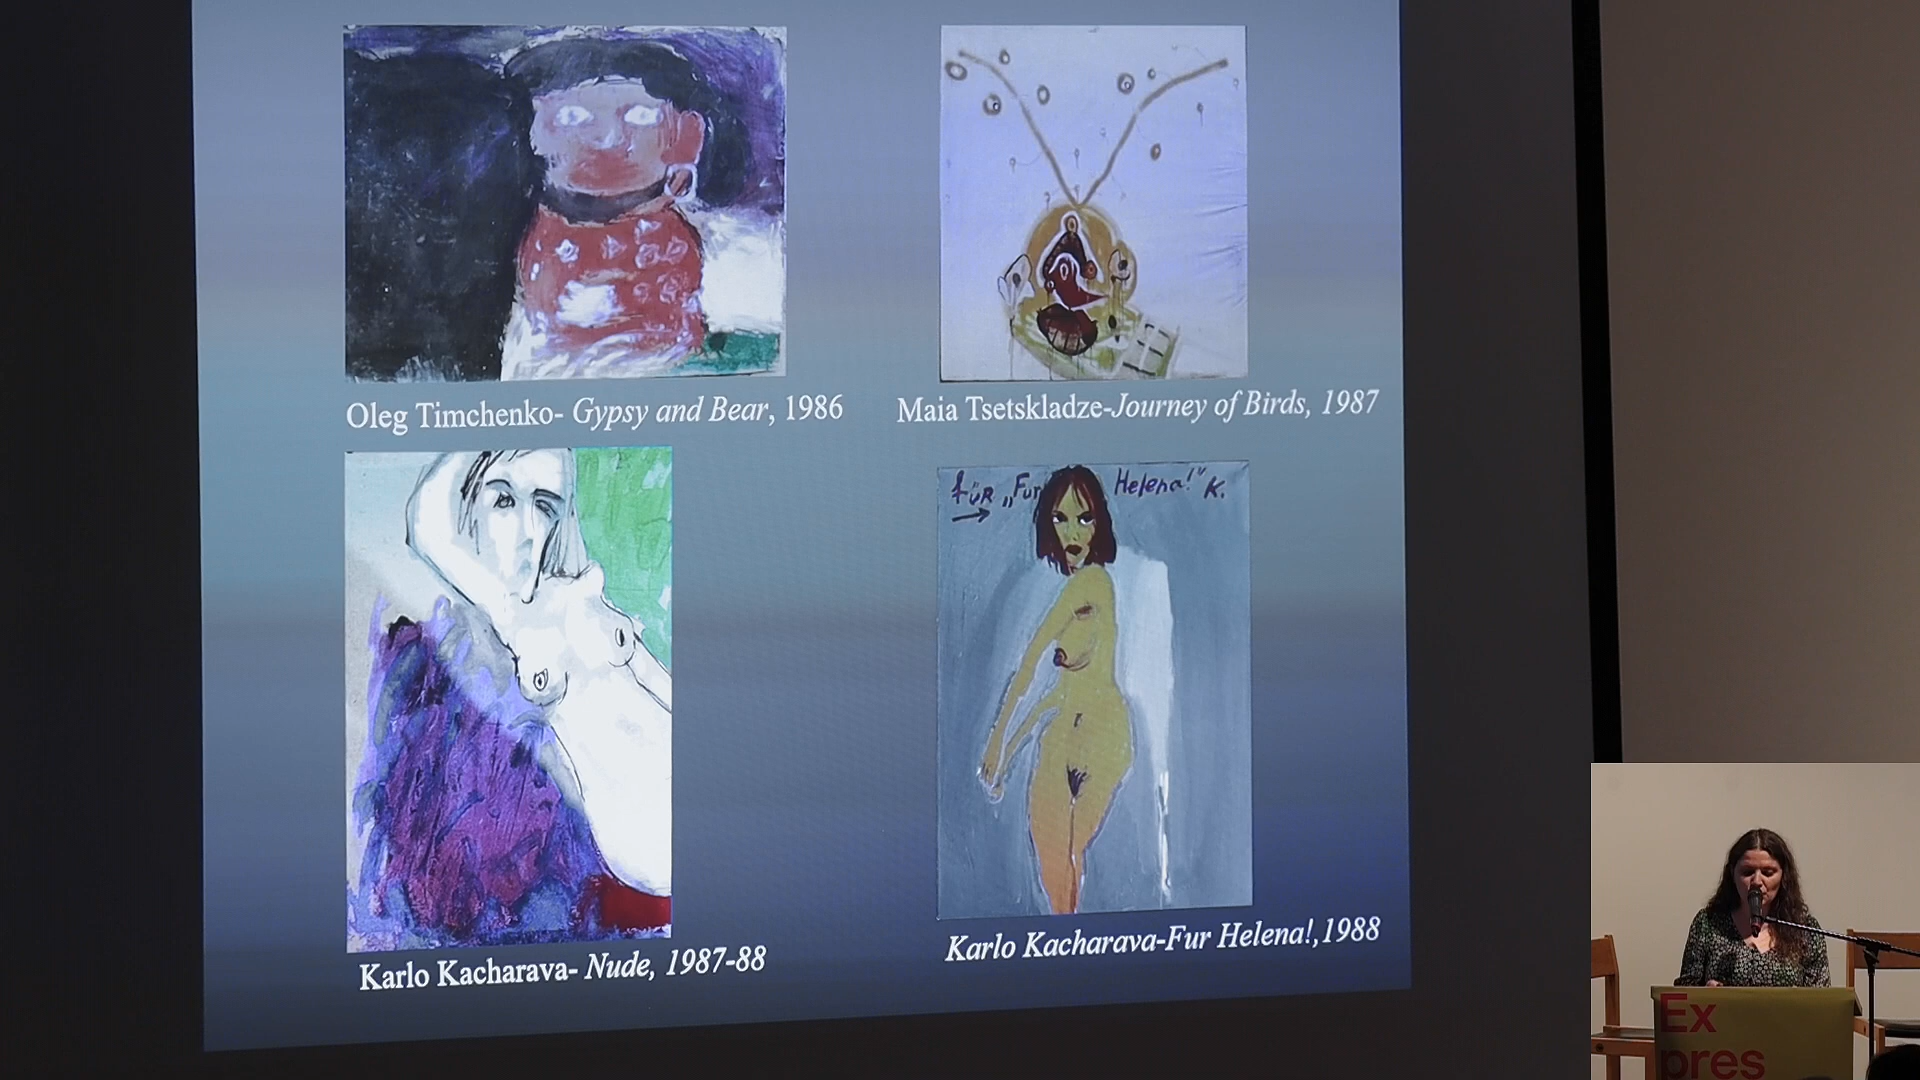 Oleg Timchenko- Gypsy and Bear, 1986
Maia Tsetskladze-Journey of Birds, 1987
für „Fur Helena!" K.
Karlo Kacharava- Nude, 1987-88
Karlo Kacharava-Fur Helena!,1988
Ex
pres